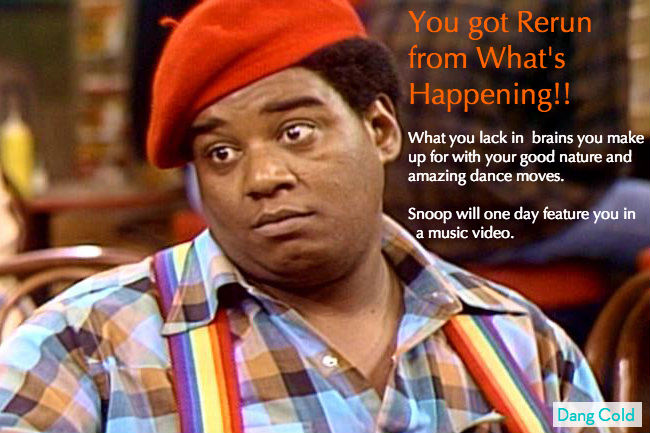 You got Rerun
from What's
Happening!!
What you lack in brains you make
up for with your good nature and
amazing dance moves.
Snoop will one day feature you in
a music video.
Dang Cold